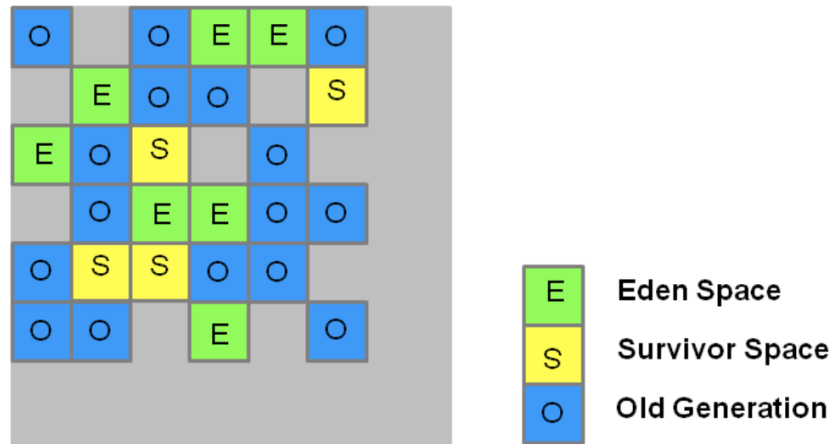 O O E E O
E O O S
E O S O
O E E O O
O S S O O
O O E O
E Eden Space
S Survivor Space
O Old Generation